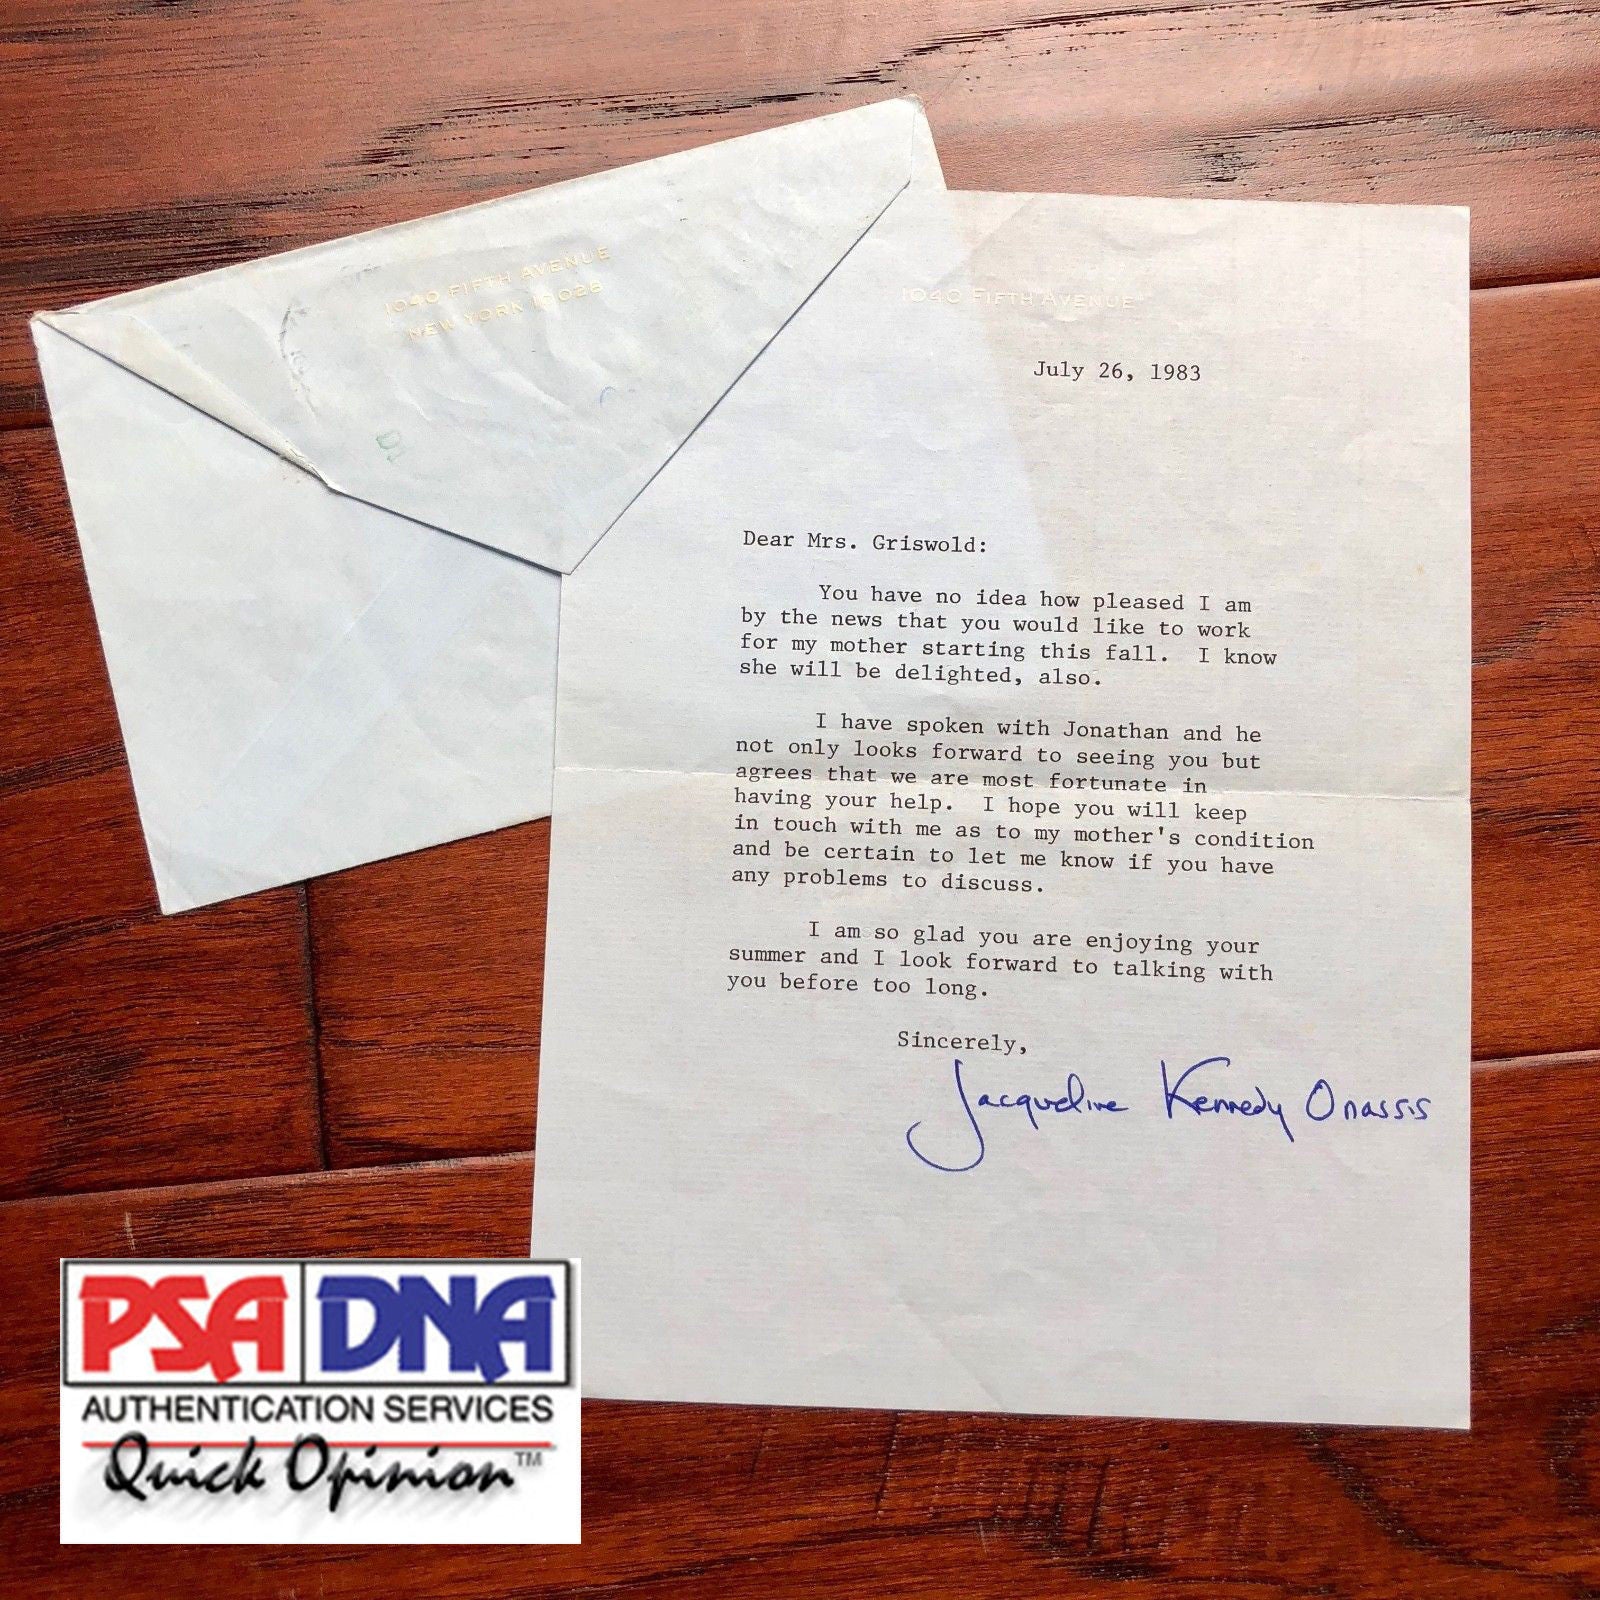 1040 FIFTH AVENUE
NEW YORK 10028
1040 FIFTH AVENUE
July 26, 1983
Dear Mrs. Griswold:
You have no idea how pleased I am
by the news that you would like to work
for my mother starting this fall. I know
she will be delighted, also.
I have spoken with Jonathan and he
not only looks forward to seeing you but
agrees that we are most fortunate in
having your help. I hope you will keep
in touch with me as to my mother's condition
and be certain to let me know if you have
any problems to discuss.
I am so glad you are enjoying your
summer and I look forward to talking with
you before too long.
Sincerely,
Jacqueline Kennedy Onassis
PSA DNA
AUTHENTICATION SERVICES
Quick Opinion™